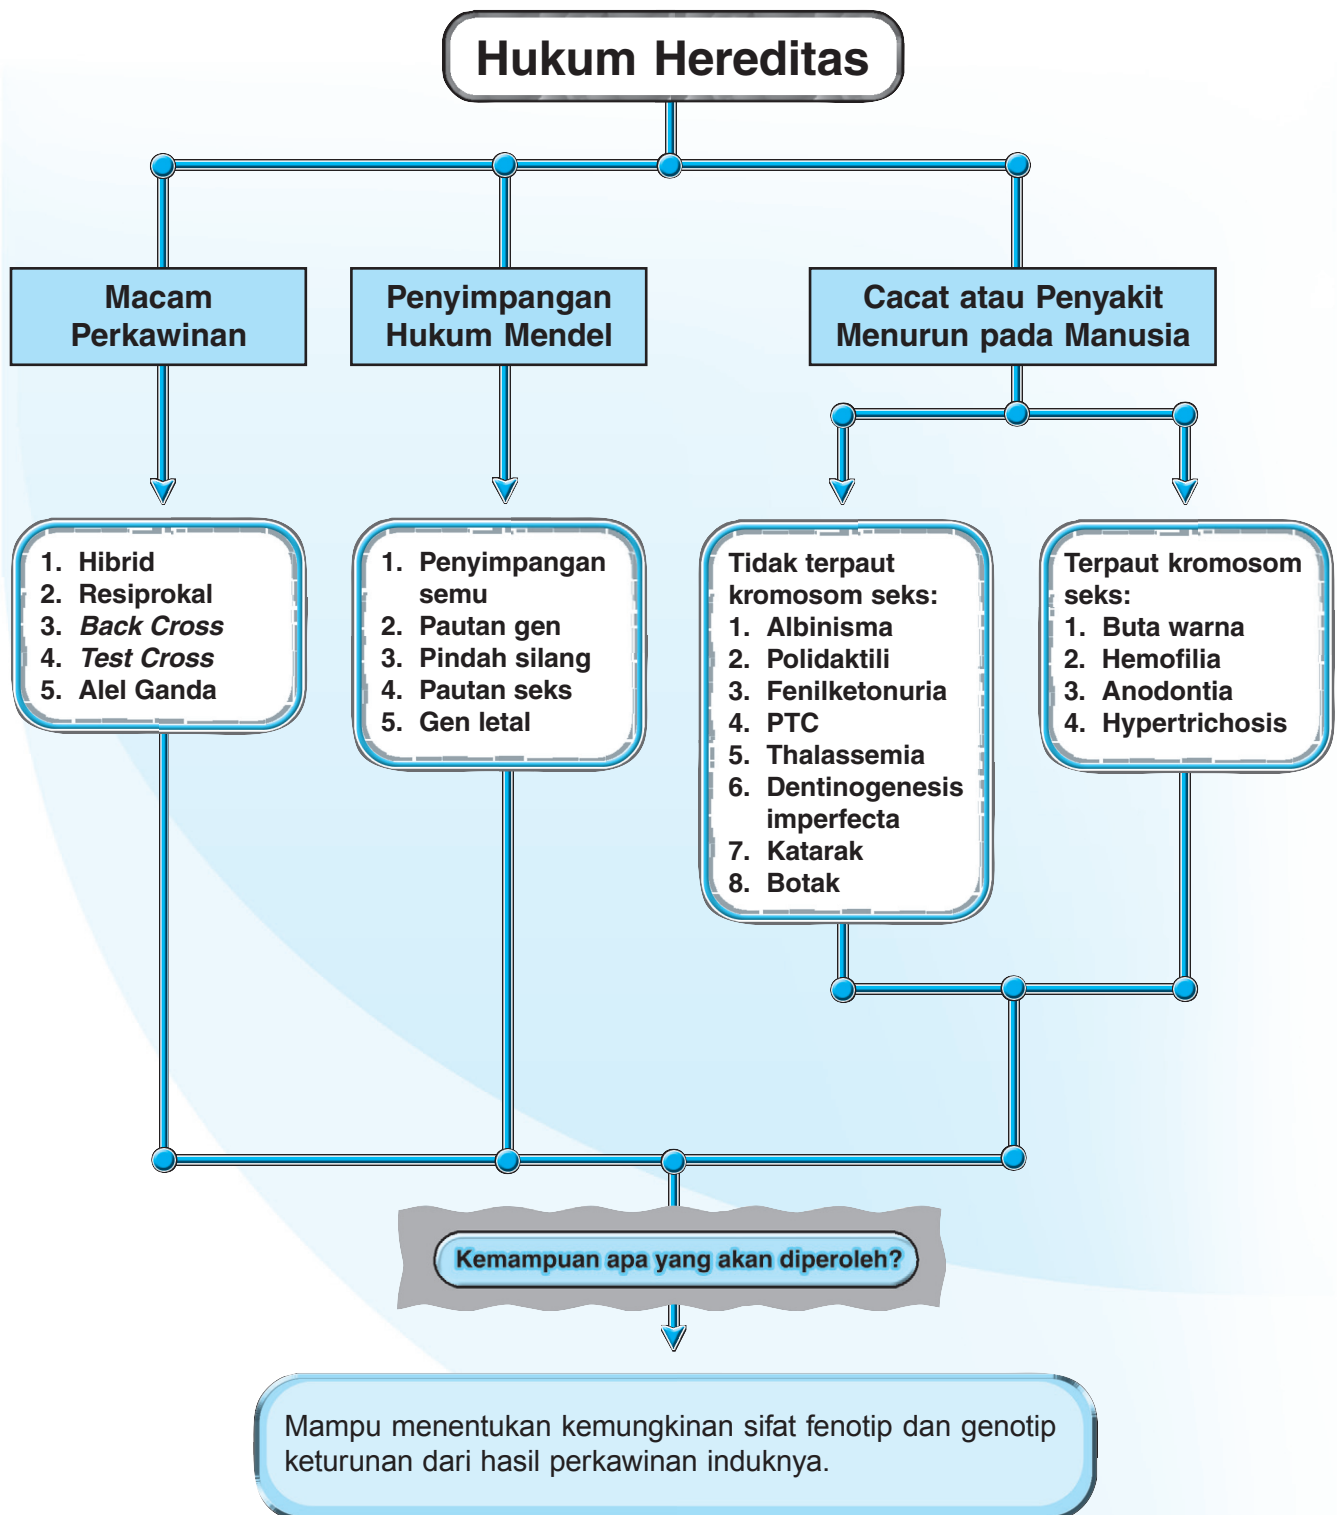 Hukum Hereditas
Macam
Perkawinan
Penyimpangan
Hukum Mendel
Cacat atau Penyakit
Menurun pada Manusia
1. Hibrid
2. Resiprokal
3. Back Cross
4. Test Cross
5. Alel Ganda
1. Penyimpangan
semu
2. Pautan gen
3. Pindah silang
4. Pautan seks
5. Gen letal
Tidak terpaut
kromosom seks:
1. Albinisma
2. Polidaktili
3. Fenilketonuria
4. PTC
5. Thalassemia
6. Dentinogenesis
imperfecta
7. Katarak
8. Botak
Terpaut kromosom
seks:
1. Buta warna
2. Hemofilia
3. Anodontia
4. Hypertrichosis
Kemampuan apa yang akan diperoleh?
Mampu menentukan kemungkinan sifat fenotip dan genotip
keturunan dari hasil perkawinan induknya.